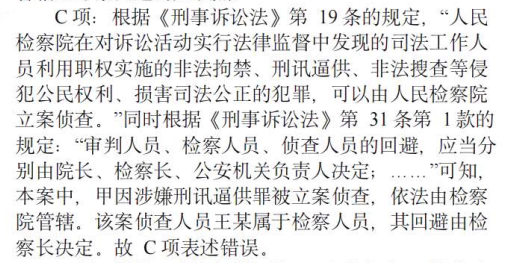 C 项：根据《刑事诉讼法》第 19 条的规定，“人民
检察院在对诉讼活动实行法律监督中发现的司法工作人
员利用职权实施的非法拘禁、刑讯逼供、非法搜查等侵
犯公民权利、损害司法公正的犯罪，可以由人民检察院
立案侦查。”同时根据《刑事诉讼法》第 31 条第 1 款的
规定：“审判人员、检察人员、侦查人员的回避，应当分
别由院长、检察长、公安机关负责人决定；……”可知，
本案中，甲因涉嫌刑讯逼供罪被立案侦查，依法由检察
院管辖。该案侦查人员王某属于检察人员，其回避由检
察长决定。故 C 项表述错误。